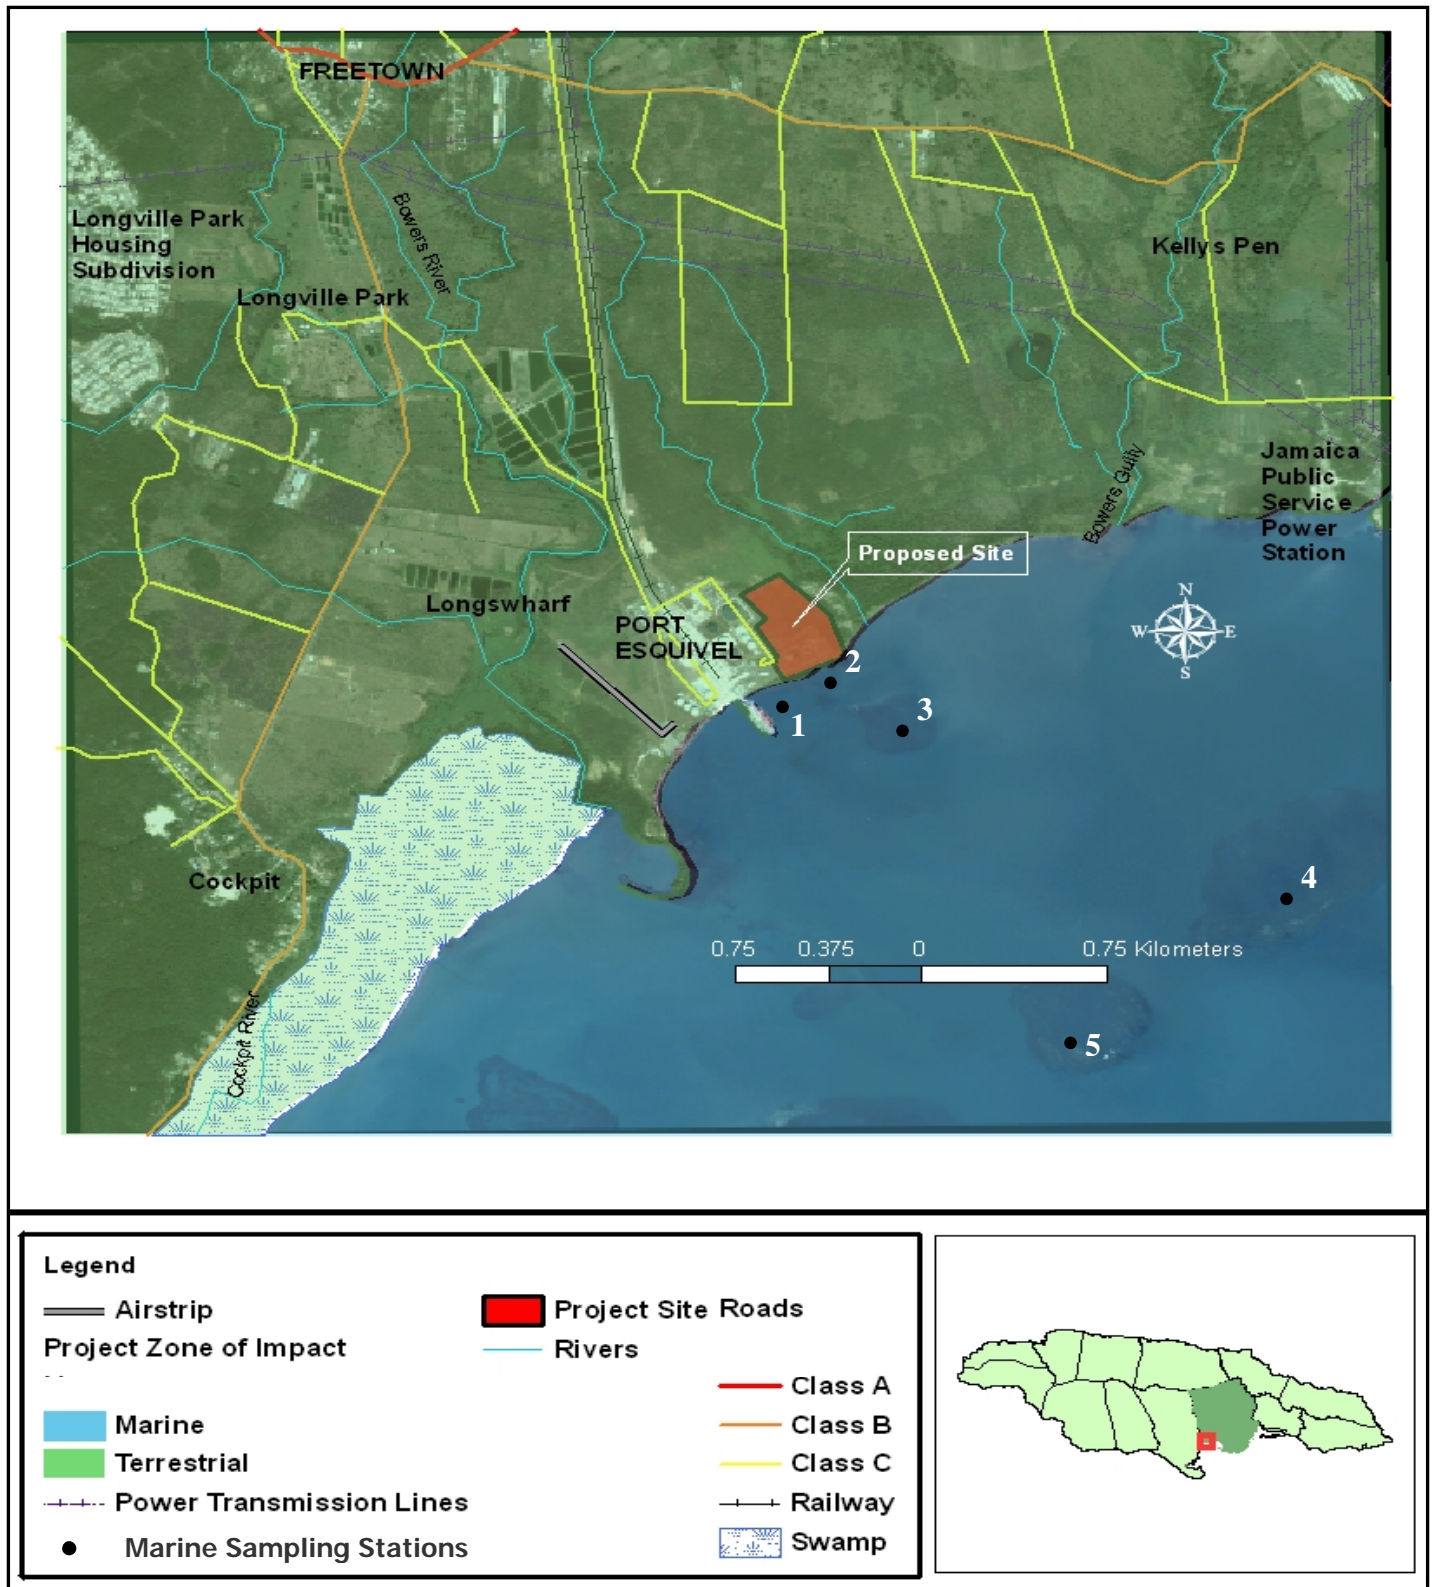 FREETOWN
Longville Park
Housing
Subdivision
Bowers River
Kellys Pen
Longville Park
Jamaica
Public
Service
Power
Station
Bowers Gully
Proposed Site
Longswharf
PORT
ESQUIVEL
N
W E
S
2
1
3
4
Cockpit
0.75 0.375 0 0.75 Kilometers
Cockpit River
5
Legend
Airstrip
Project Site
Roads
Project Zone of Impact
Rivers
Class A
Marine
Class B
Terrestrial
Class C
Power Transmission Lines
Railway
Marine Sampling Stations
Swamp